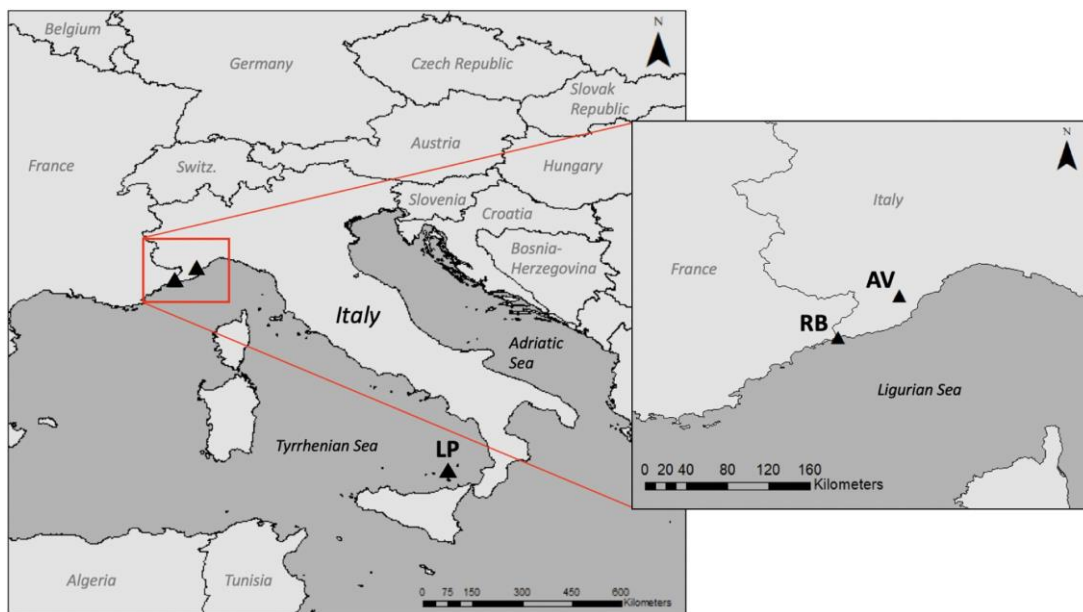 Belgium
N
Germany
Czech Republic
Slovak
Republic
Austria
France
Switz.
Hungary
Slovenia
Croatia
Bosnia-
Herzegovina
Italy
Adriatic
Sea
Tyrrhenian Sea
LP
Algeria
Tunisia
0 75 150 300 450 600
Kilometers
N
Italy
France
AV
RB
Ligurian Sea
0 20 40 80 120 160
Kilometers